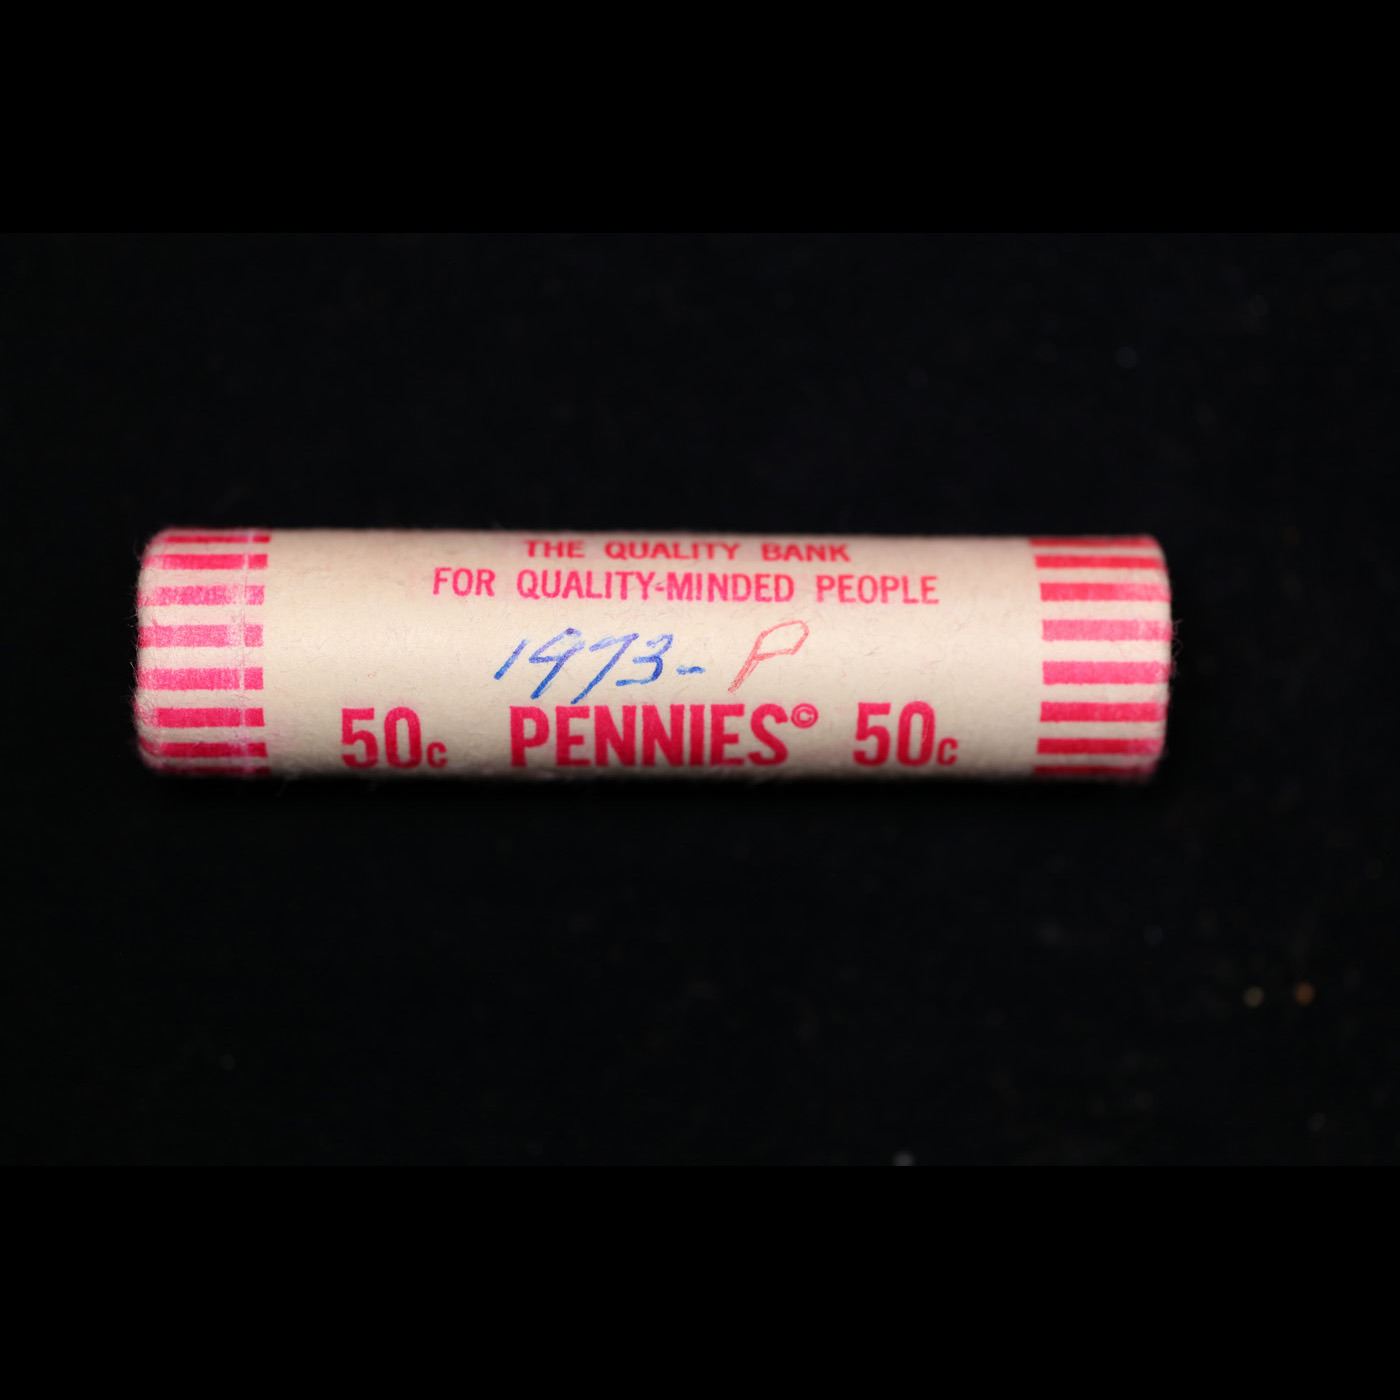 THE QUALITY BANK
FOR QUALITY-MINDED PEOPLE
1973- P
50c PENNIES© 50c